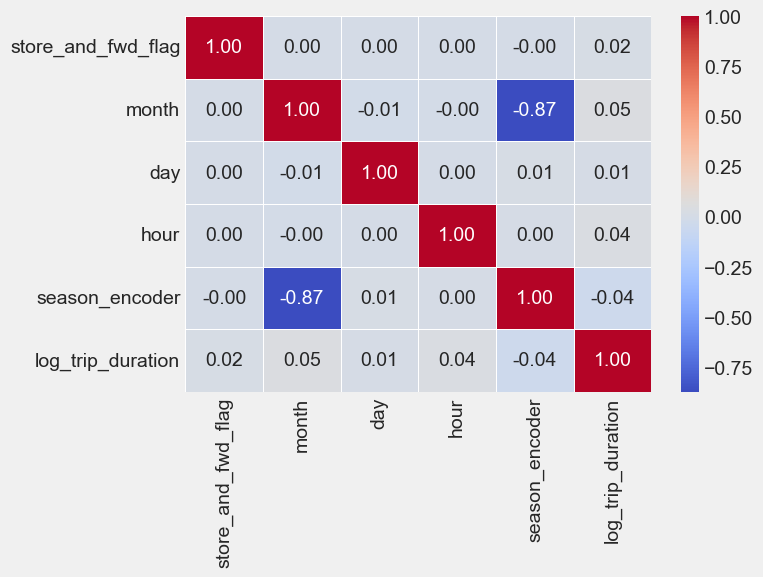 store_and_fwd_flag 1.00 0.00 0.00 0.00 -0.00 0.02
month 0.00 1.00 -0.01 -0.00 -0.87 0.05
day 0.00 -0.01 1.00 0.00 0.01 0.01
hour 0.00 -0.00 0.00 1.00 0.00 0.04
season_encoder -0.00 -0.87 0.01 0.00 1.00 -0.04
log_trip_duration 0.02 0.05 0.01 0.04 -0.04 1.00
store_and_fwd_flag
month
day
hour
season_encoder
log_trip_duration
1.00
0.75
0.50
0.25
0.00
−0.25
−0.50
−0.75